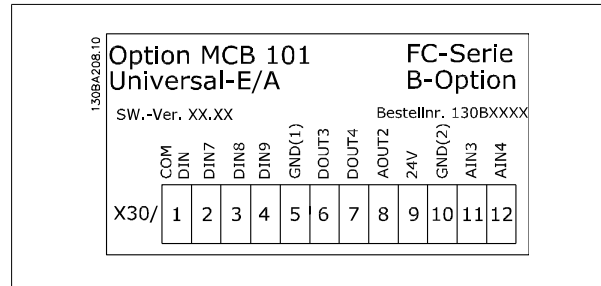 130BA208.10
Option MCB 101
Universal-E/A
FC-Serie
B-Option
SW.-Ver. XX.XX
Bestellnr. 130BXXXX
COM
DIN
DIN7
DIN8
DIN9
GND(1)
DOUT3
DOUT4
AOUT2
24V
GND(2)
AIN3
AIN4
X30/ 1 2 3 4 5 6 7 8 9 10 11 12